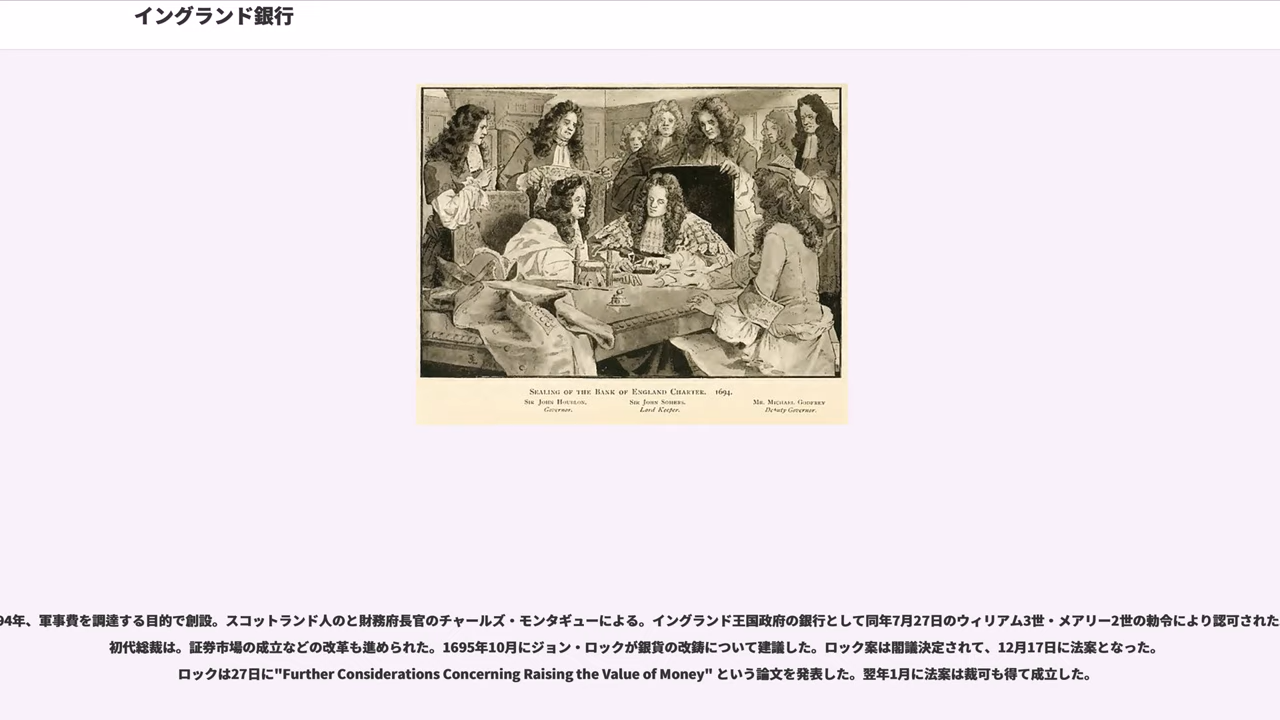 イングランド銀行
SEALING OF THE BANK OF ENGLAND CHARTER. 1694.
SIR JOHN HOUBLON, SIR JOHN SOMERS, MR. MICHAEL GODFREY
Governor. Lord Keeper. Deputy Governor.
94年、軍事費を調達する目的で創設。スコットランド人のと財務府長官のチャールズ・モンタギューによる。イングランド王国政府の銀行として同年7月27日のウィリアム3世・メアリー2世の勅令により認可された
初代総裁は。証券市場の成立などの改革も進められた。1695年10月にジョン・ロックが銀貨の改鋳について建議した。ロック案は閣議決定されて、12月17日に法案となった。
ロックは27日に"Further Considerations Concerning Raising the Value of Money" という論文を発表した。翌年1月に法案は裁可も得て成立した。